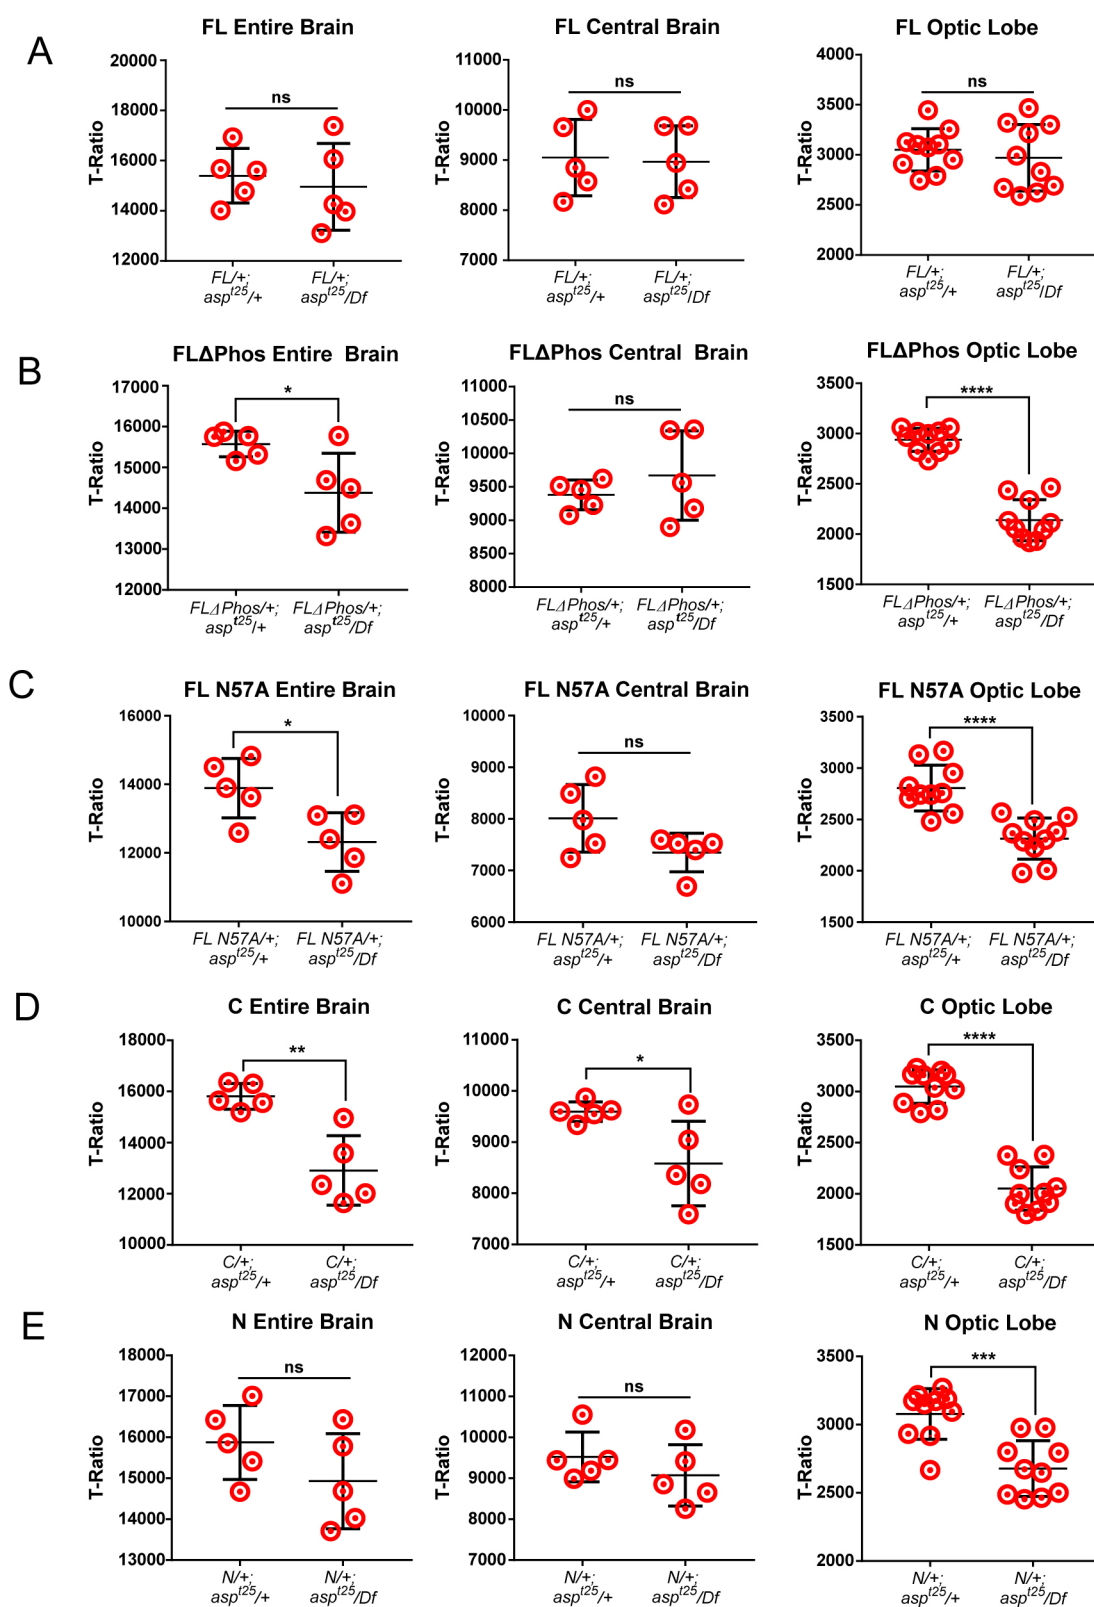 A
FL Entire Brain
T-Ratio
20000
18000
16000
14000
12000
ns
FL/+;
asp^t25/+
FL/+;
asp^t25/Df
FL Central Brain
T-Ratio
11000
10000
9000
8000
7000
ns
FL/+;
asp^t25/+
FL/+;
asp^t25/Df
FL Optic Lobe
T-Ratio
4000
3500
3000
2500
2000
ns
FL/+;
asp^t25/+
FL/+;
asp^t25/Df
B
FLΔPhos Entire Brain
T-Ratio
17000
16000
15000
14000
13000
12000
*
FLΔPhos/+;
asp^t25/+
FLΔPhos/+;
asp^t25/Df
FLΔPhos Central Brain
T-Ratio
11000
10500
10000
9500
9000
8500
8000
ns
FLΔPhos/+;
asp^t25/+
FLΔPhos/+;
asp^t25/Df
FLΔPhos Optic Lobe
T-Ratio
3500
3000
2500
2000
1500
****
FLΔPhos/+;
asp^t25/+
FLΔPhos/+;
asp^t25/Df
C
FL N57A Entire Brain
T-Ratio
16000
14000
12000
10000
*
FL N57A/+;
asp^t25/+
FL N57A/+;
asp^t25/Df
FL N57A Central Brain
T-Ratio
10000
9000
8000
7000
6000
ns
FL N57A/+;
asp^t25/+
FL N57A/+;
asp^t25/Df
FL N57A Optic Lobe
T-Ratio
3500
3000
2500
2000
1500
****
FL N57A/+;
asp^t25/+
FL N57A/+;
asp^t25/Df
D
C Entire Brain
T-Ratio
18000
16000
14000
12000
10000
**
C/+;
asp^t25/+
C/+;
asp^t25/Df
C Central Brain
T-Ratio
11000
10000
9000
8000
7000
*
C/+;
asp^t25/+
C/+;
asp^t25/Df
C Optic Lobe
T-Ratio
3500
3000
2500
2000
1500
****
C/+;
asp^t25/+
C/+;
asp^t25/Df
E
N Entire Brain
T-Ratio
18000
17000
16000
15000
14000
13000
ns
N/+;
asp^t25/+
N/+;
asp^t25/Df
N Central Brain
T-Ratio
12000
11000
10000
9000
8000
7000
ns
N/+;
asp^t25/+
N/+;
asp^t25/Df
N Optic Lobe
T-Ratio
3500
3000
2500
2000
***
N/+;
asp^t25/+
N/+;
asp^t25/Df